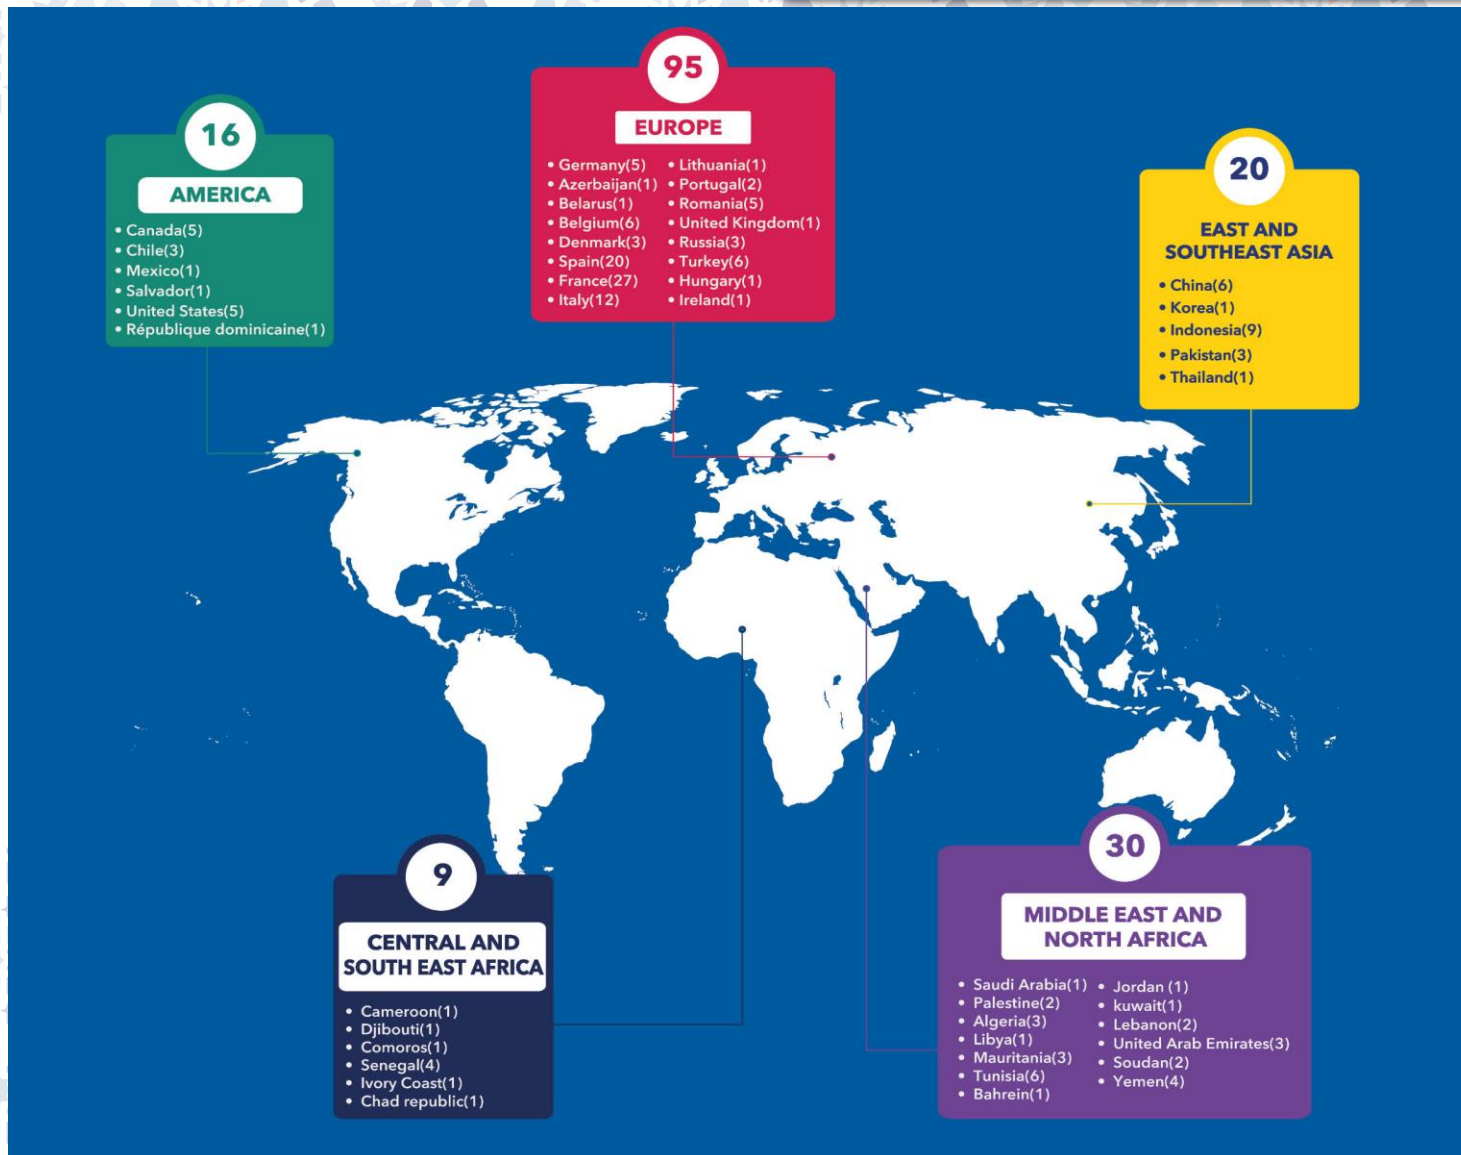 95
EUROPE
• Germany(5)
• Azerbaijan(1)
• Belarus(1)
• Belgium(6)
• Denmark(3)
• Spain(20)
• France(27)
• Italy(12)
• Lithuania(1)
• Portugal(2)
• Romania(5)
• United Kingdom(1)
• Russia(3)
• Turkey(6)
• Hungary(1)
• Ireland(1)
16
AMERICA
• Canada(5)
• Chile(3)
• Mexico(1)
• Salvador(1)
• United States(5)
• République dominicaine(1)
20
EAST AND
SOUTHEAST ASIA
• China(6)
• Korea(1)
• Indonesia(9)
• Pakistan(3)
• Thailand(1)
9
CENTRAL AND
SOUTH EAST AFRICA
• Cameroon(1)
• Djibouti(1)
• Comoros(1)
• Senegal(4)
• Ivory Coast(1)
• Chad republic(1)
30
MIDDLE EAST AND
NORTH AFRICA
• Saudi Arabia(1)
• Palestine(2)
• Algeria(3)
• Libya(1)
• Mauritania(3)
• Tunisia(6)
• Bahrein(1)
• Jordan (1)
• kuwait(1)
• Lebanon(2)
• United Arab Emirates(3)
• Soudan(2)
• Yemen(4)